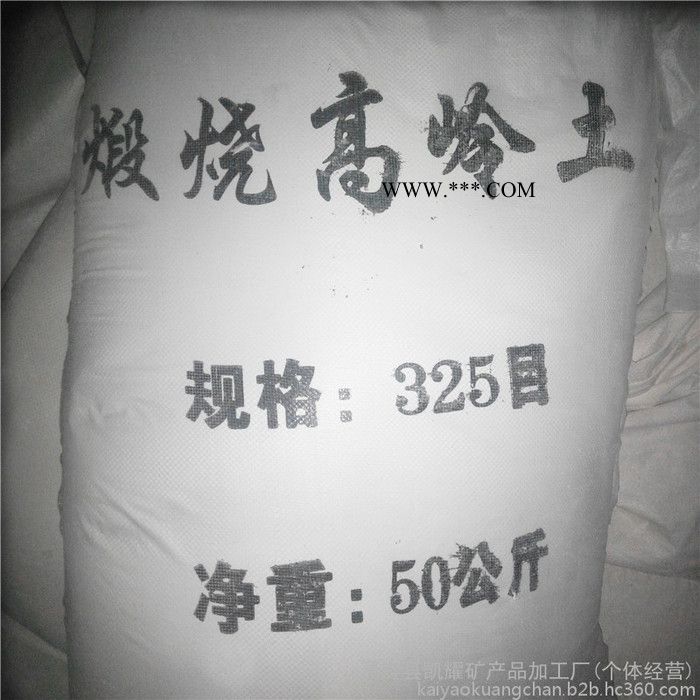 煅烧高岭土
WWW.***.COM
规格：325目
净重：50公斤
凯耀矿产品加工厂(个体经营)
kaiyaokuangchan.b2b.hc360.com